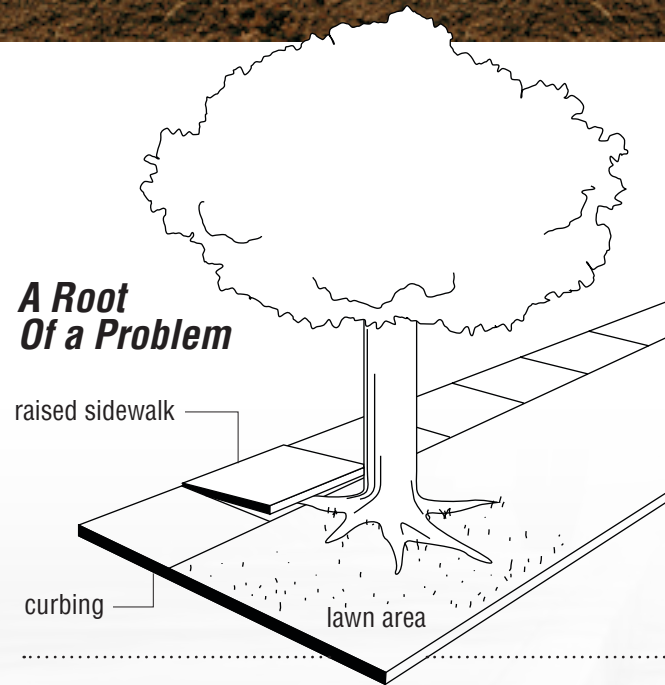 A Root
Of a Problem
raised sidewalk
curbing
lawn area